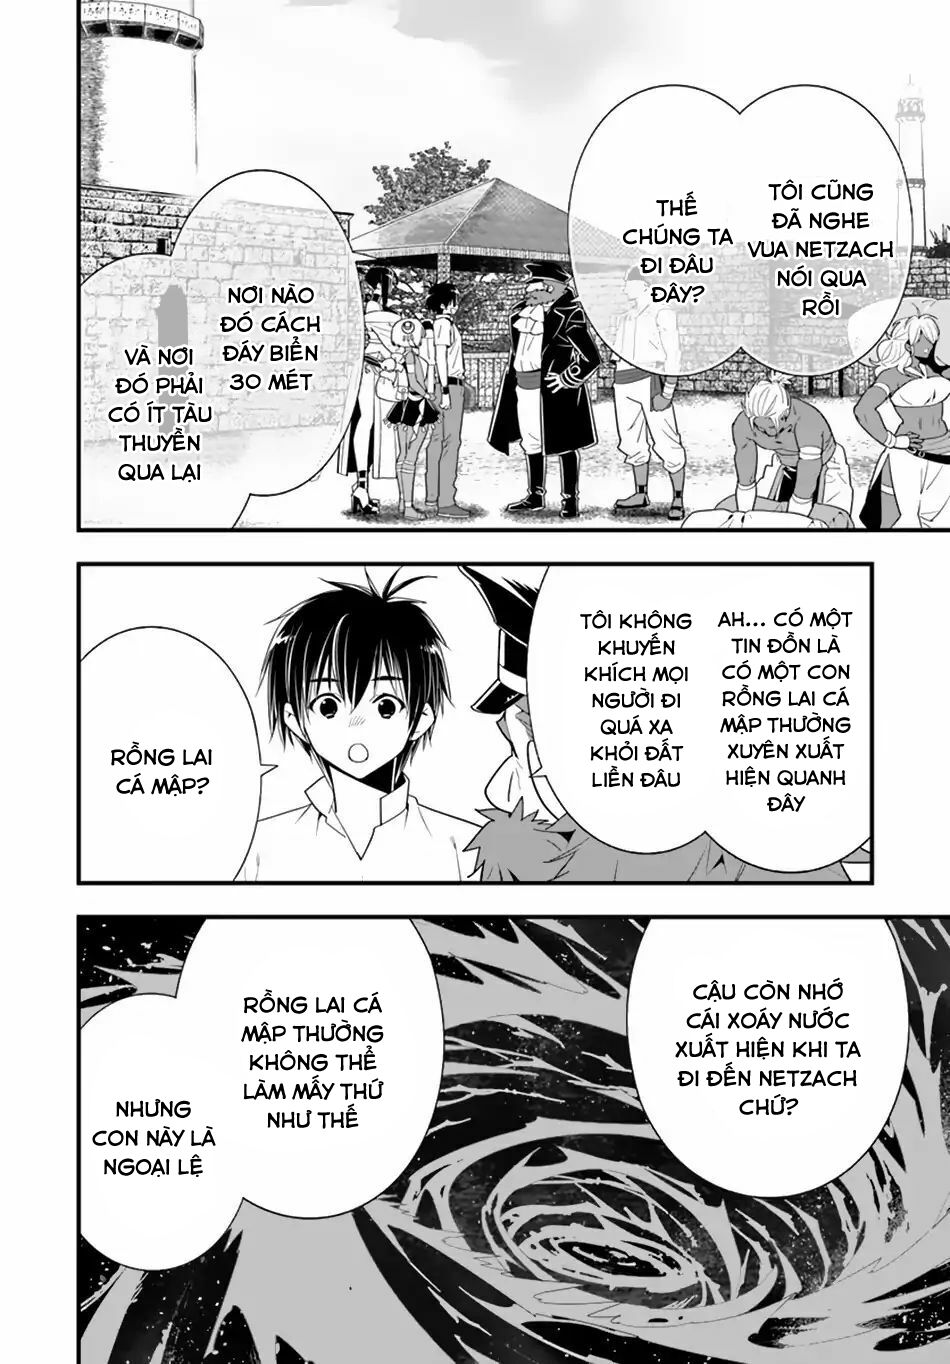 TÔI CŨNG
ĐÃ NGHE
VUA NETZACH
NÓI QUA
RỒI
THẾ
CHÚNG TA
ĐI ĐÂU
ĐÂY?
NƠI NÀO
ĐÓ CÁCH
ĐÁY BIỂN
30 MÉT
VÀ NƠI
ĐÓ PHẢI
CÓ ÍT TÀU
THUYỀN
QUA LẠI
AH... CÓ MỘT
TIN ĐỒN LÀ
CÓ MỘT CON
RỒNG LAI CÁ
MẬP THƯỜNG
XUYÊN XUẤT
HIỆN QUANH
ĐÂY
TÔI KHÔNG
KHUYẾN
KHÍCH MỌI
NGƯỜI ĐI
QUÁ XA
KHỎI ĐẤT
LIỀN ĐÂU
RỒNG LAI
CÁ MẬP?
CẬU CÒN NHỚ
CÁI XOÁY NƯỚC
XUẤT HIỆN KHI TA
ĐI ĐẾN NETZACH
CHỨ?
RỒNG LAI CÁ
MẬP THƯỜNG
KHÔNG THỂ
LÀM MẤY THỨ
NHƯ THẾ
NHƯNG
CON NÀY LÀ
NGOẠI LỆ